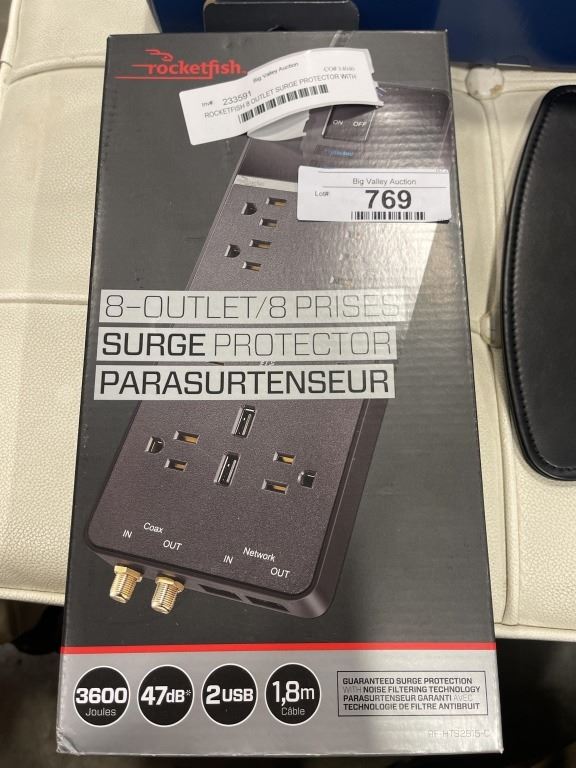 rocketfish
Big Valley Auction
Inv# 233591
ROCKETFISH 8 OUTLET SURGE PROTECTOR WITH
ON OFF
Big Valley Auction
Lot# 769
8-OUTLET/8 PRISES
SURGE PROTECTOR
PARASURTENSEUR
Coax
IN OUT
Network
IN OUT
3600 Joules
47dB*
2USB
1,8m Câble
GUARANTEED SURGE PROTECTION
WITH NOISE FILTERING TECHNOLOGY
PARASURTENSEUR GARANTI AVEC
TECHNOLOGIE DE FILTRE ANTIBRUIT